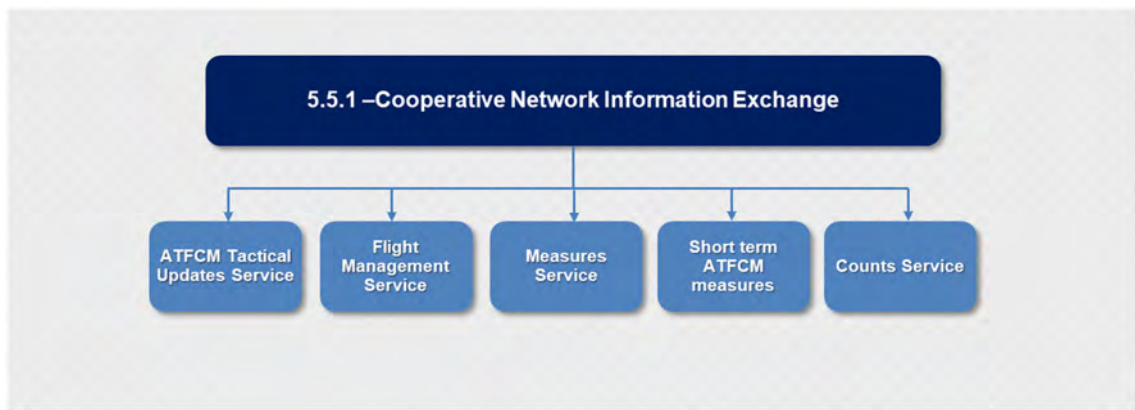 5.5.1 –Cooperative Network Information Exchange
ATFCM Tactical
Updates Service
Flight
Management
Service
Measures
Service
Short term
ATFCM
measures
Counts Service